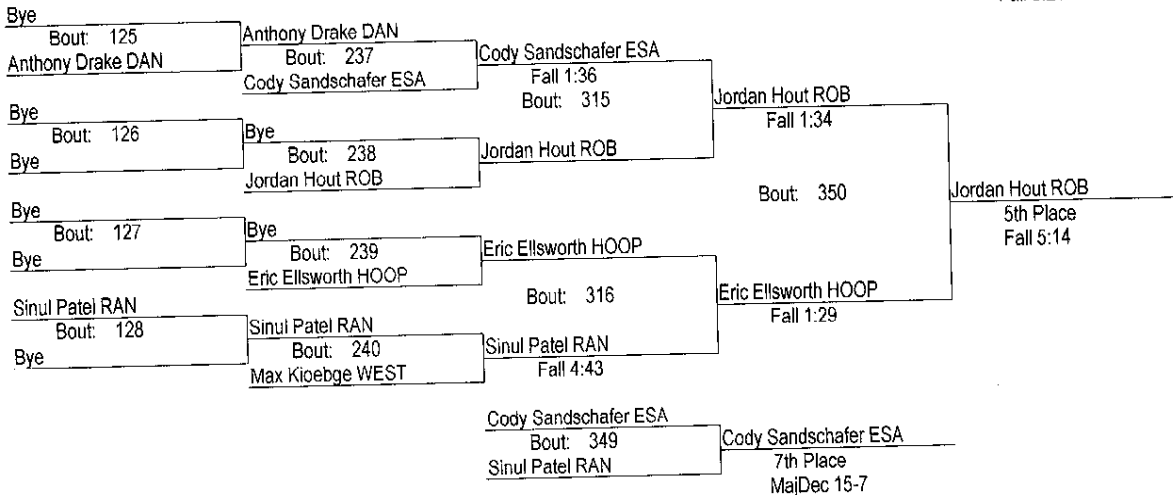 Bye
Bout: 125
Anthony Drake DAN
Anthony Drake DAN
Bout: 237
Cody Sandschafer ESA
Cody Sandschafer ESA
Fall 1:36
Bout: 315
Bye
Bout: 126
Bye
Bye
Bout: 238
Jordan Hout ROB
Jordan Hout ROB
Jordan Hout ROB
Fall 1:34
Bout: 350
Jordan Hout ROB
5th Place
Fall 5:14
Bye
Bout: 127
Bye
Bye
Bout: 239
Eric Ellsworth HOOP
Eric Ellsworth HOOP
Bout: 316
Eric Ellsworth HOOP
Fall 1:29
Sinul Patel RAN
Bout: 128
Bye
Sinul Patel RAN
Bout: 240
Max Kioebge WEST
Sinul Patel RAN
Fall 4:43
Cody Sandschafer ESA
Bout: 349
Sinul Patel RAN
Cody Sandschafer ESA
7th Place
MajDec 15-7